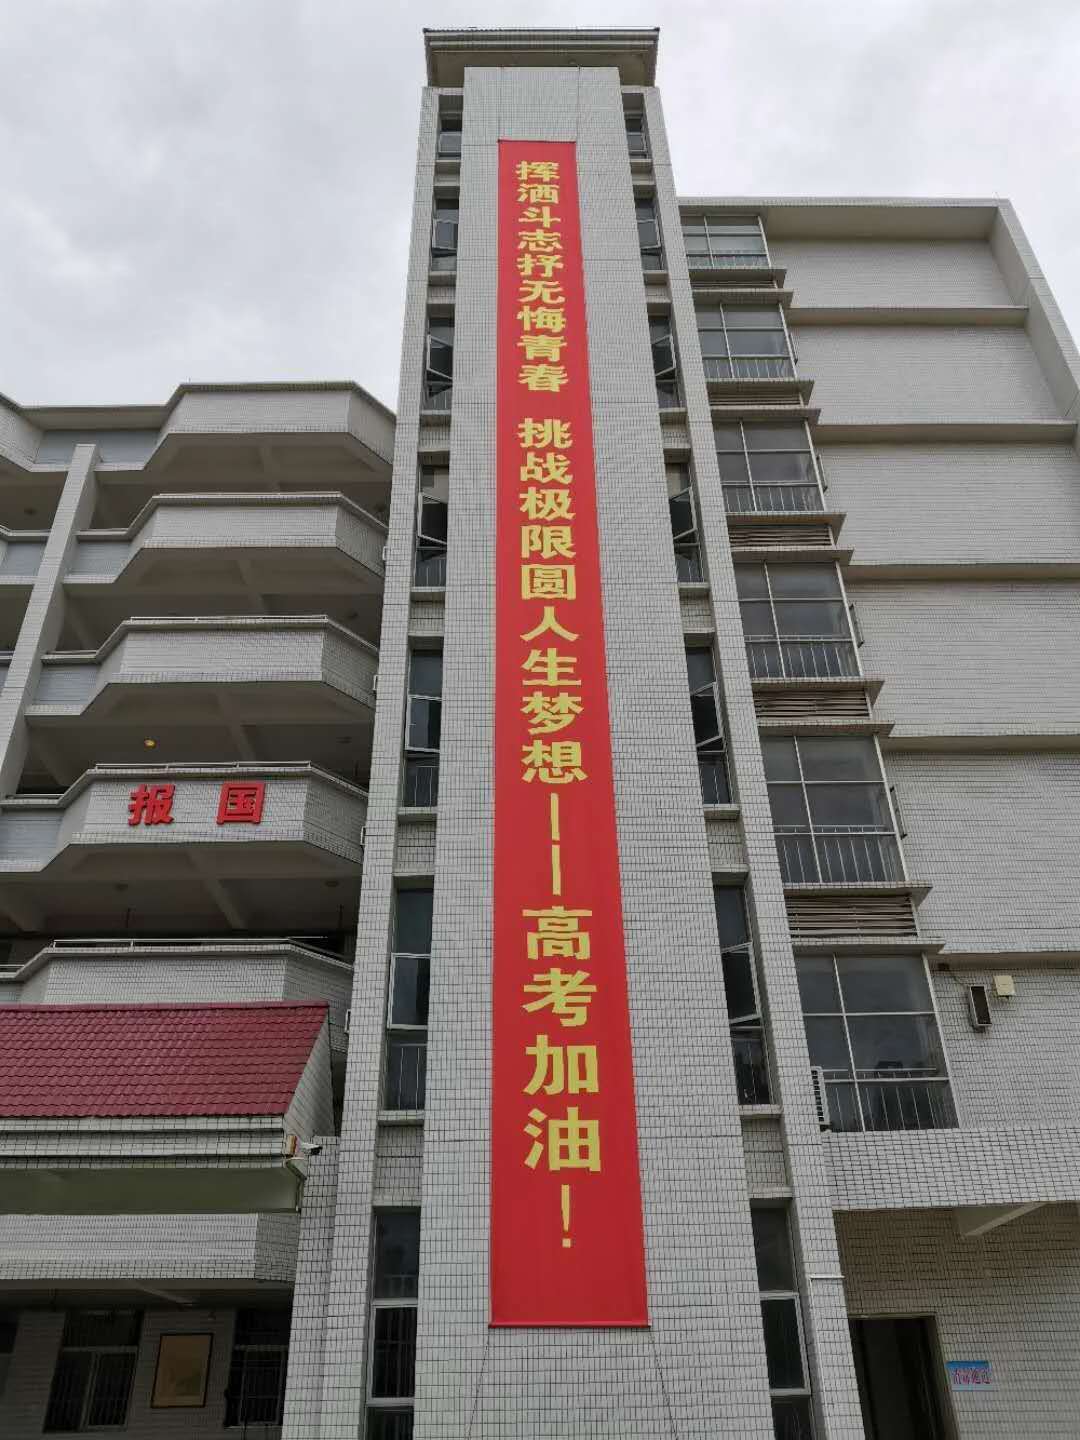 挥洒斗志抒无悔青春 挑战极限圆人生梦想——高考加油！
报 国